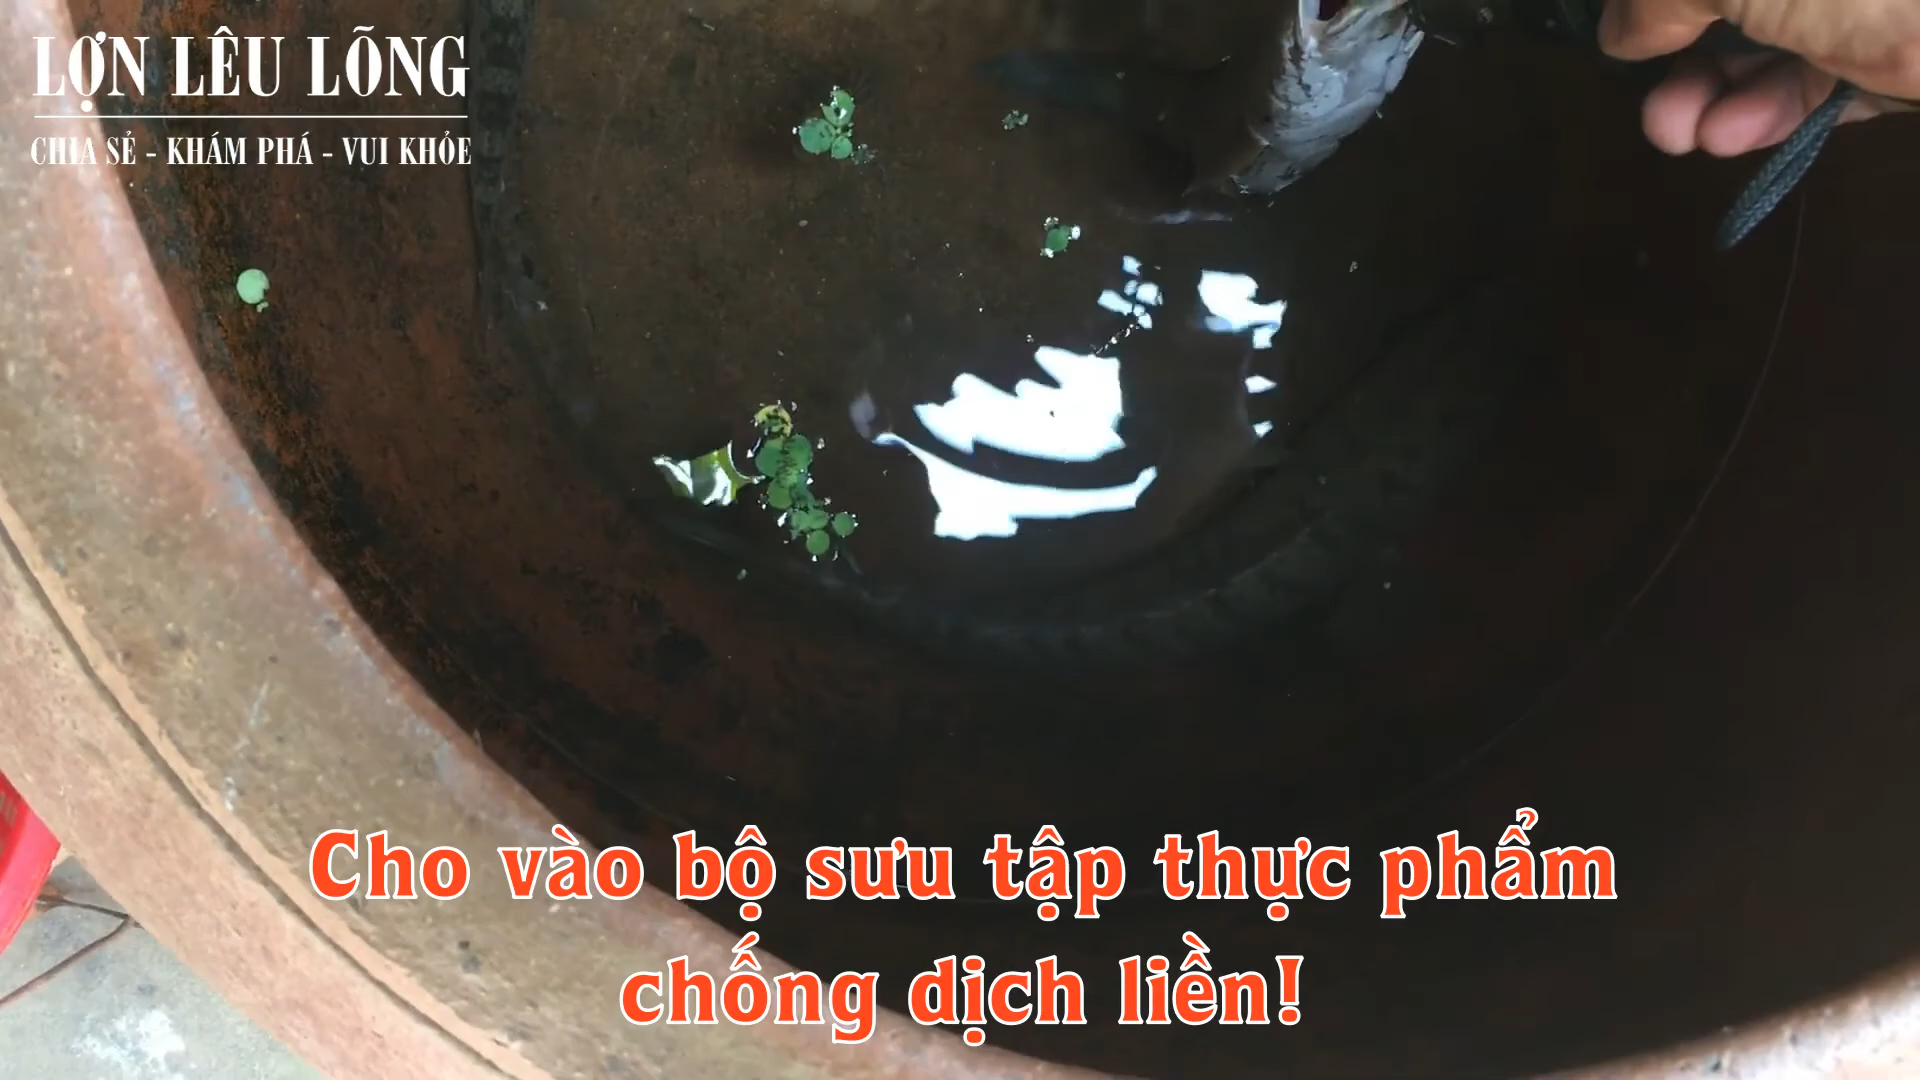 LỢN LÊU LÕNG
CHIA SẺ - KHÁM PHÁ - VUI KHỎE
Cho vào bộ sưu tập thực phẩm
chống dịch liền!